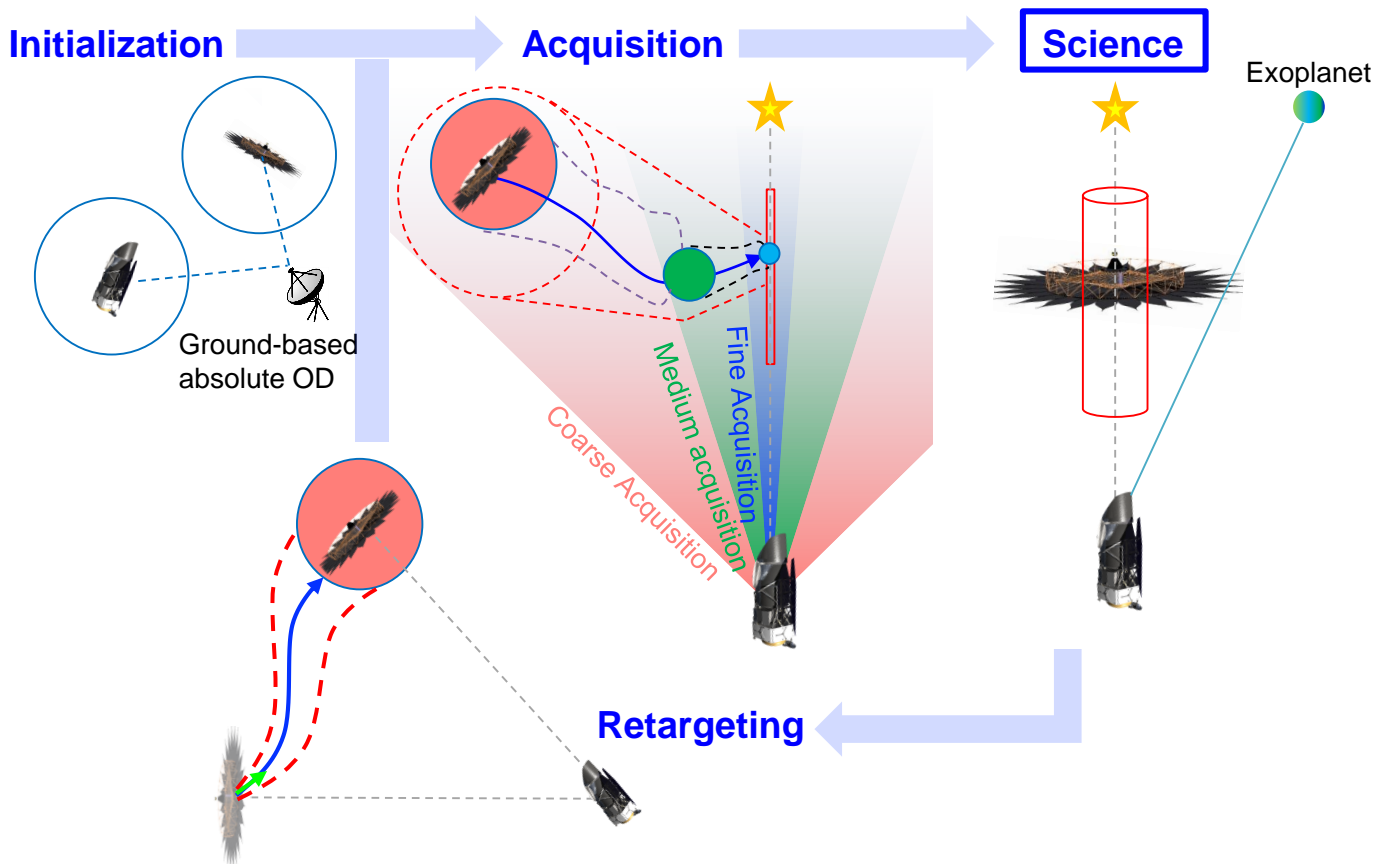 Initialization
Acquisition
Science
Exoplanet
Ground-based
absolute OD
Coarse Acquisition
Medium acquisition
Fine Acquisition
Retargeting